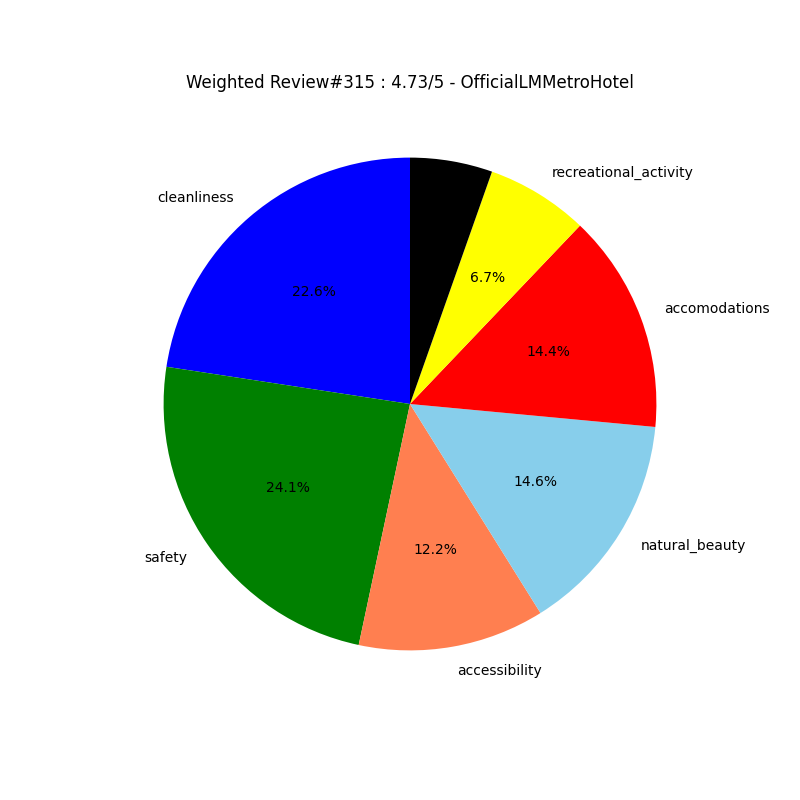 Weighted Review#315 : 4.73/5 - OfficialLMMetroHotel
recreational_activity
cleanliness
6.7%
22.6%
accomodations
14.4%
14.6%
24.1%
natural_beauty
12.2%
safety
accessibility